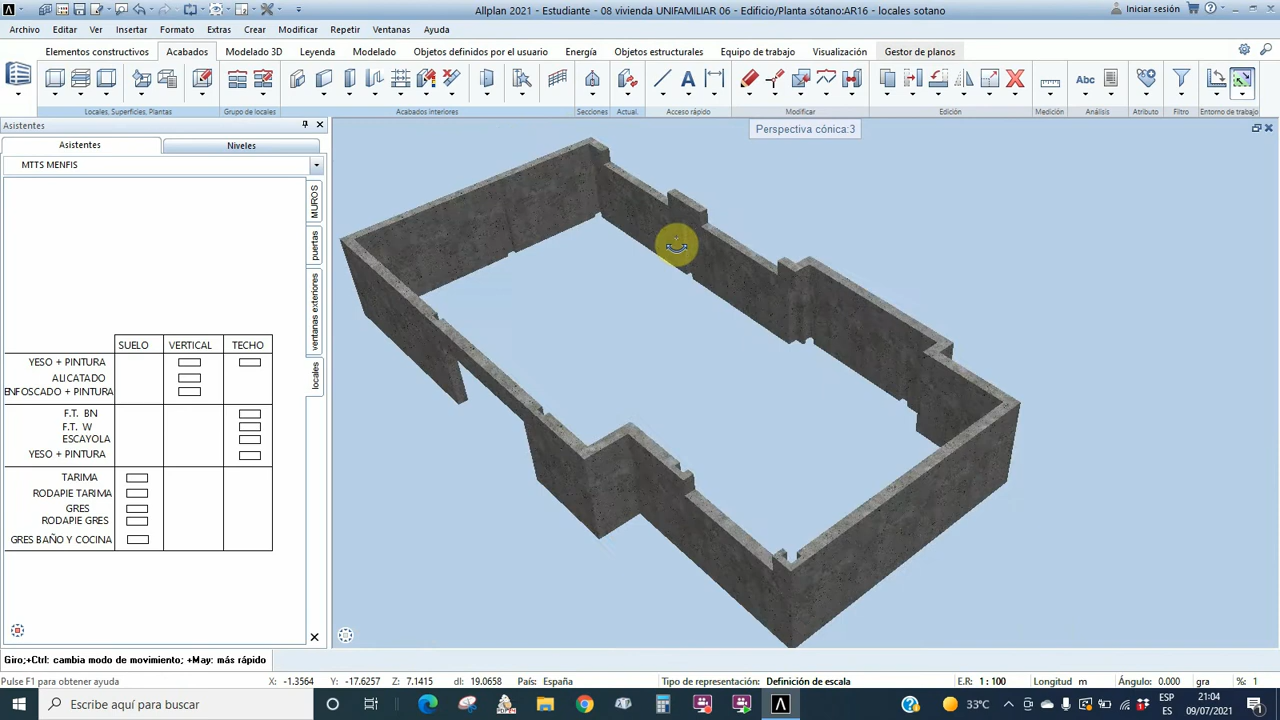 Allplan 2021 - Estudiante - 08 vivienda UNIFAMILIAR 06 - Edificio/Planta sótano:AR16 - locales sotano
Iniciar sesión
Archivo Editar Ver Insertar Formato Extras Crear Modificar Repetir Ventanas Ayuda
Elementos constructivos Acabados Modelado 3D Leyenda Modelado Objetos definidos por el usuario Energía Objetos estructurales Equipo de trabajo Visualización Gestor de planos
Locales, Superficies, Plantas Grupo de locales Acabados interiores Secciones Actual. Acceso rápido Modificar Edición Medición Análisis Atributo Filtro Entorno de trabajo
Asistentes
Asistentes Niveles
MTTS MENFIS
Perspectiva cónica:3
MUROS
puertas
ventanas exteriores
locales
SUELO VERTICAL TECHO
YESO + PINTURA
ALICATADO
ENFOSCADO + PINTURA
F.T. BN
F.T. W
ESCAYOLA
YESO + PINTURA
TARIMA
RODAPIE TARIMA
GRES
RODAPIE GRES
GRES BAÑO Y COCINA
Giro;+Ctrl: cambia modo de movimiento; +May: más rápido
Pulse F1 para obtener ayuda X: -1.3564 Y: -17.6257 Z: 7.1415 dl: 19.0658 País: España Tipo de representación: Definición de escala E.R: 1 : 100 Longitud m Ángulo: 0.000 gra %: 1
Escribe aquí para buscar
33°C
ESP
ES
21:04
09/07/2021